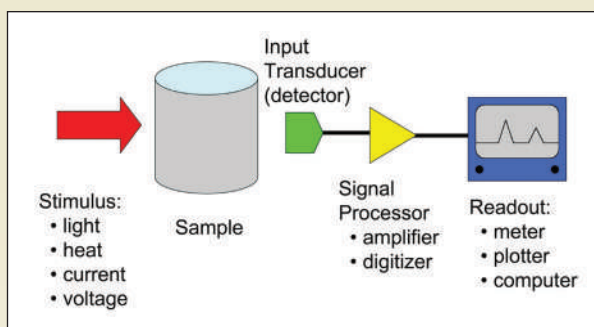 Input
Transducer
(detector)
Stimulus:
• light
• heat
• current
• voltage
Sample
Signal
Processor
• amplifier
• digitizer
Readout:
• meter
• plotter
• computer